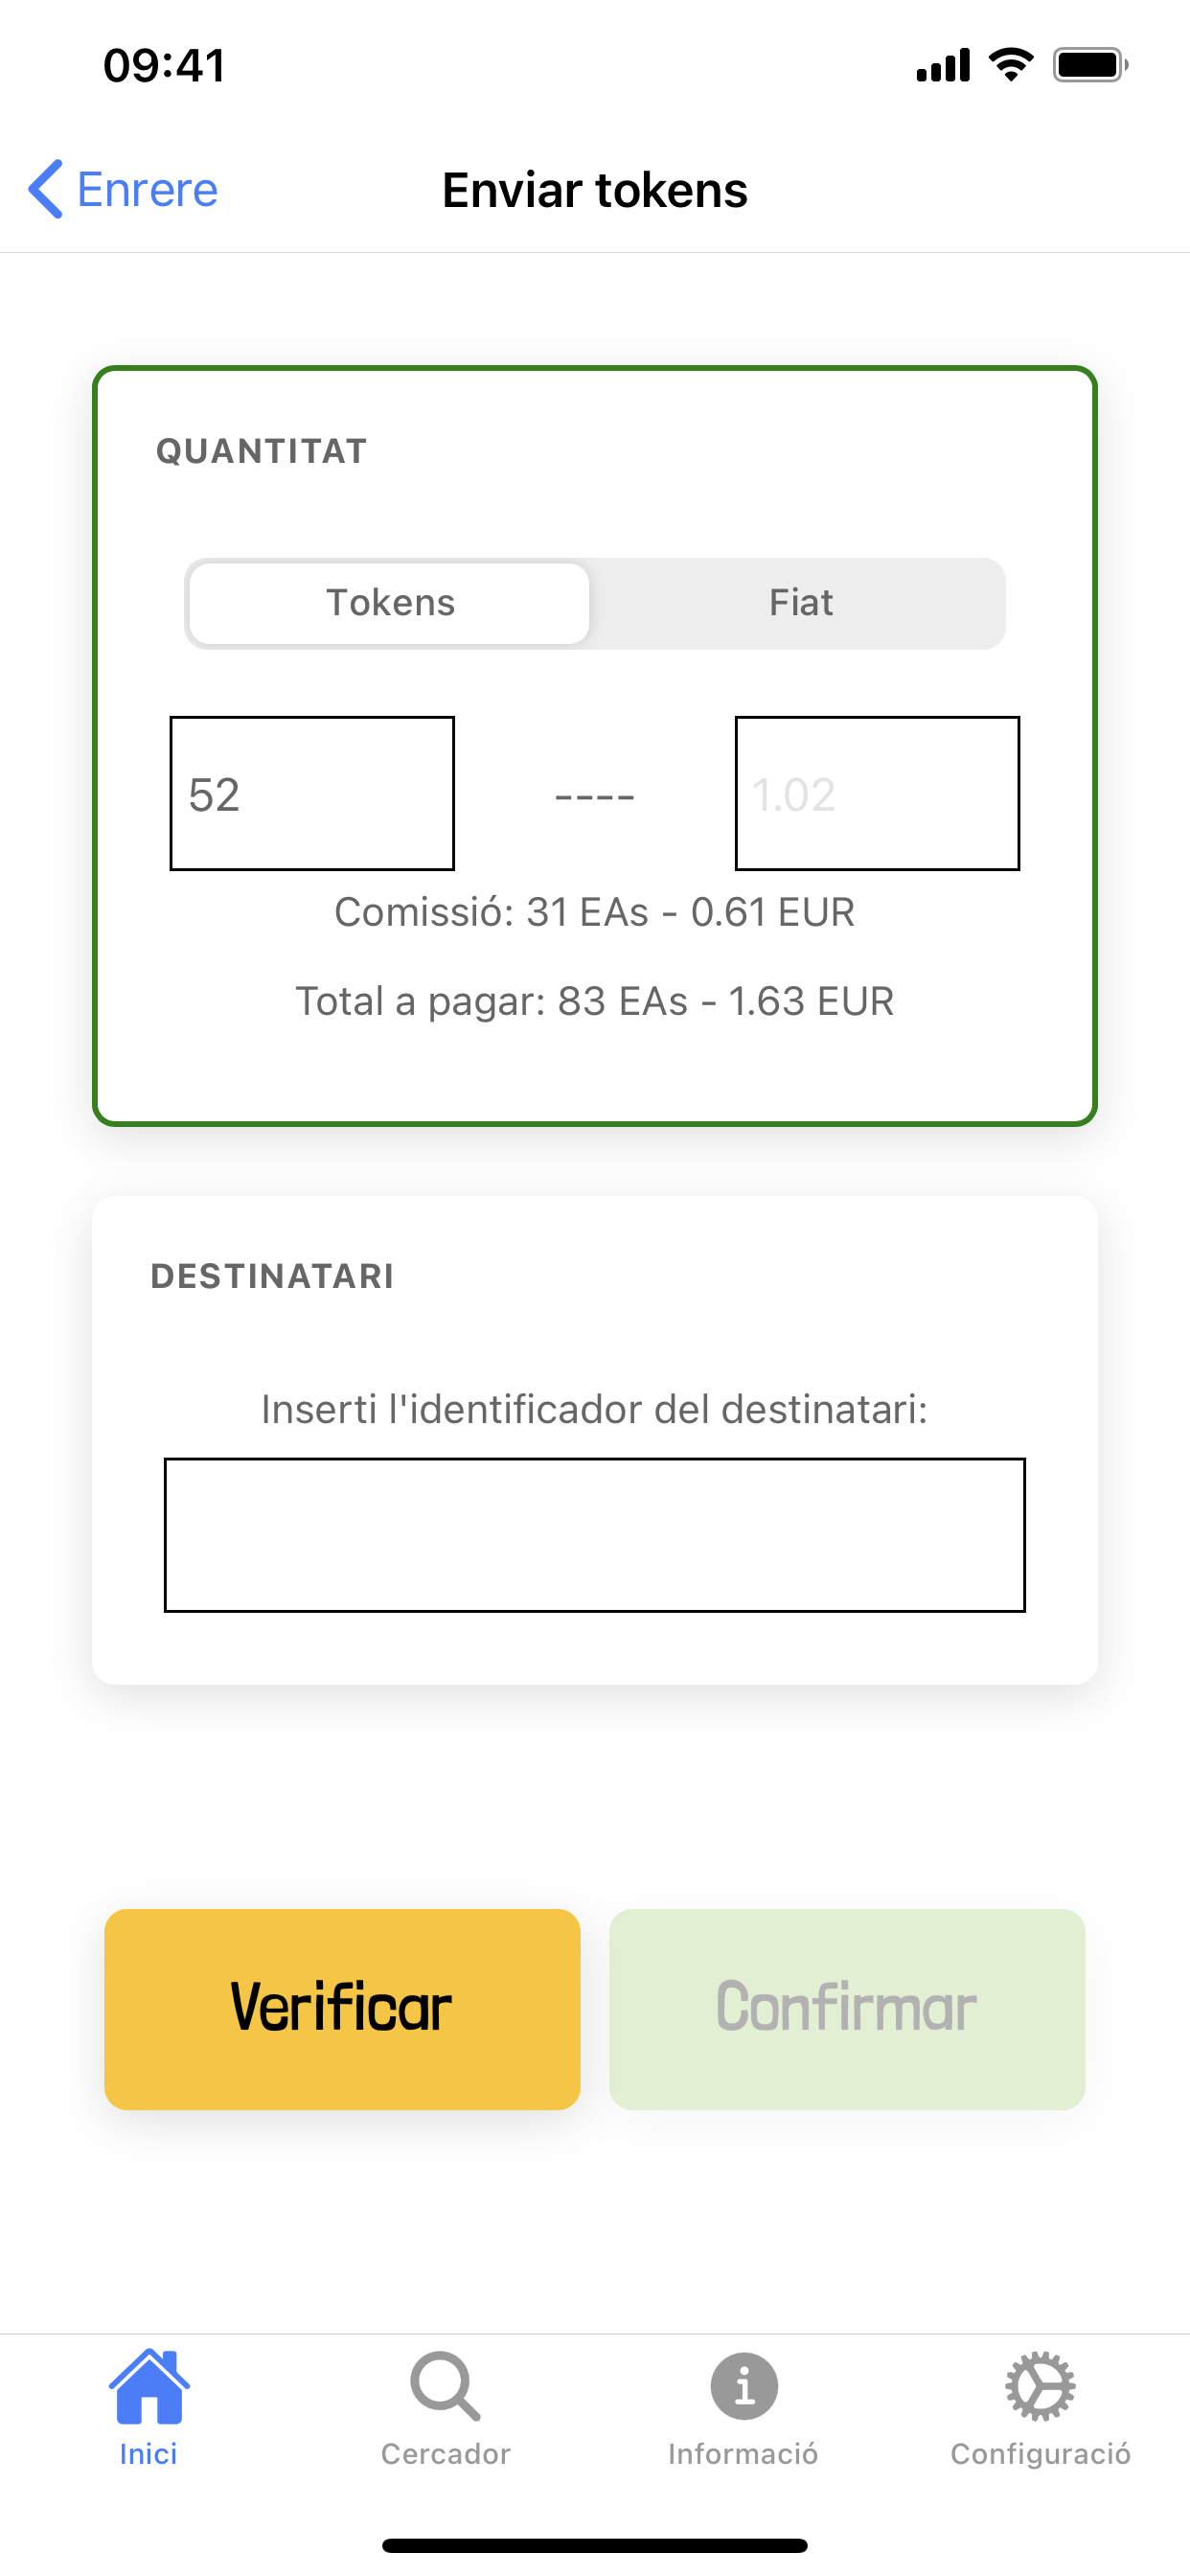 09:41
Enrere
Enviar tokens
QUANTITAT
Tokens
Fiat
52
----
1.02
Comissió: 31 EAs - 0.61 EUR
Total a pagar: 83 EAs - 1.63 EUR
DESTINATARI
Inserti l'identificador del destinatari:
Verificar
Confirmar
Inici
Cercador
Informació
Configuració